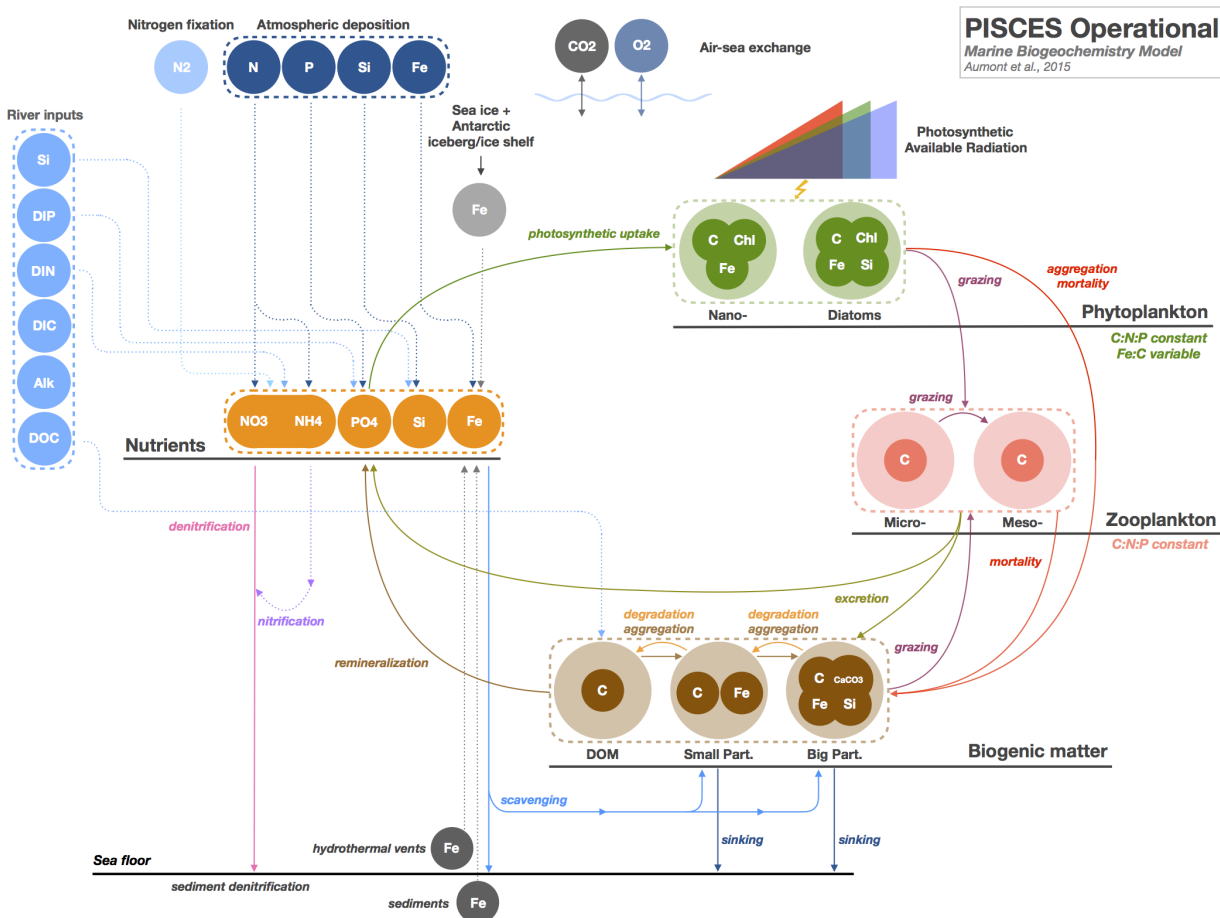 PISCES Operational
Marine Biogeochemistry Model
Aumont et al., 2015
Nitrogen fixation
N2
Atmospheric deposition
N
P
Si
Fe
CO2
O2
Air-sea exchange
River inputs
Si
DIP
DIN
DIC
Alk
DOC
Sea ice +
Antarctic
iceberg/ice shelf
Fe
Photosynthetic
Available Radiation
photosynthetic uptake
C
Chl
Fe
C
Chl
Fe
Si
Nano-
Diatoms
Phytoplankton
C:N:P constant
Fe:C variable
grazing
aggregation
mortality
NO3
NH4
PO4
Si
Fe
Nutrients
grazing
C
C
Micro-
Meso-
Zooplankton
C:N:P constant
denitrification
nitrification
mortality
excretion
remineralization
degradation
aggregation
degradation
aggregation
grazing
C
C
Fe
C
CaCO3
Fe
Si
DOM
Small Part.
Big Part.
Biogenic matter
scavenging
sinking
sinking
hydrothermal vents
Fe
Sea floor
sediment denitrification
sediments
Fe